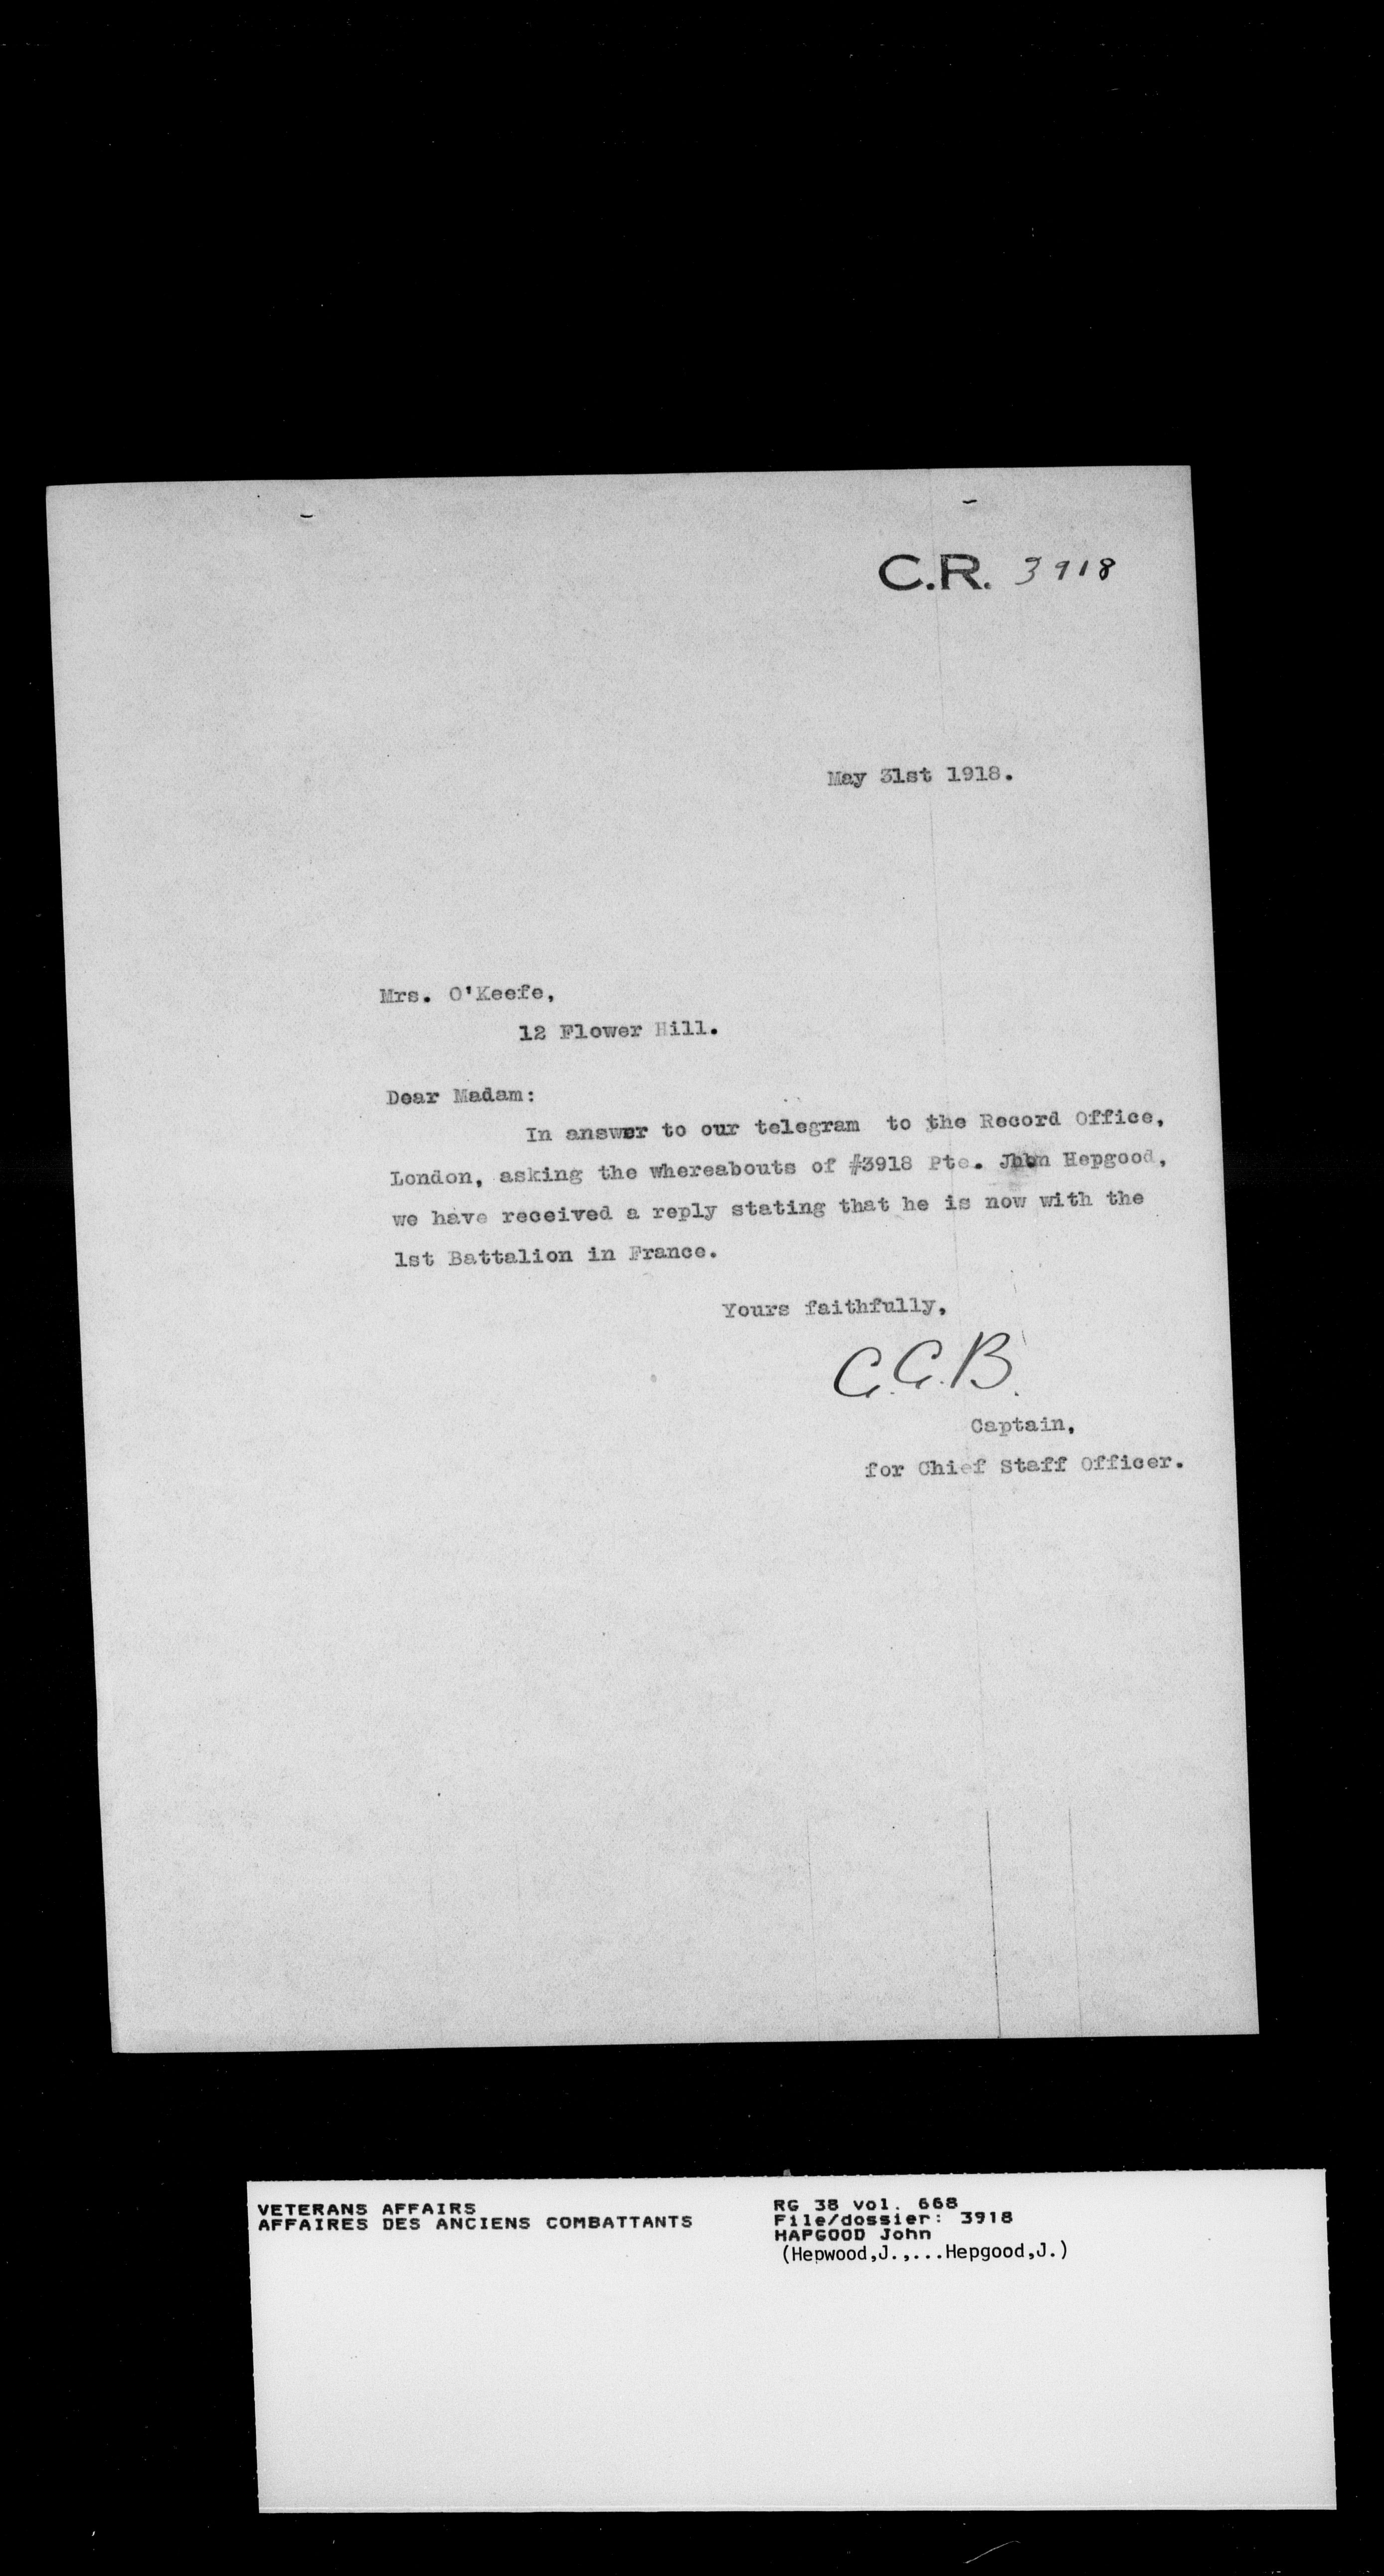 C.R. 3918
May 31st 1918.
Mrs. O'Keefe,
12 Flower Hill.
Dear Madam:
In answer to our telegram to the Record Office,
London, asking the whereabouts of #3918 Pte. John Hepgood,
we have received a reply stating that he is now with the
1st Battalion in France.
Yours faithfully,
C.C.B.
Captain,
for Chief Staff Officer.
VETERANS AFFAIRS
AFFAIRES DES ANCIENS COMBATTANTS
RG 38 vol. 668
File/dossier: 3918
HAPGOOD John
(Hepwood,J.,...Hepgood,J.)